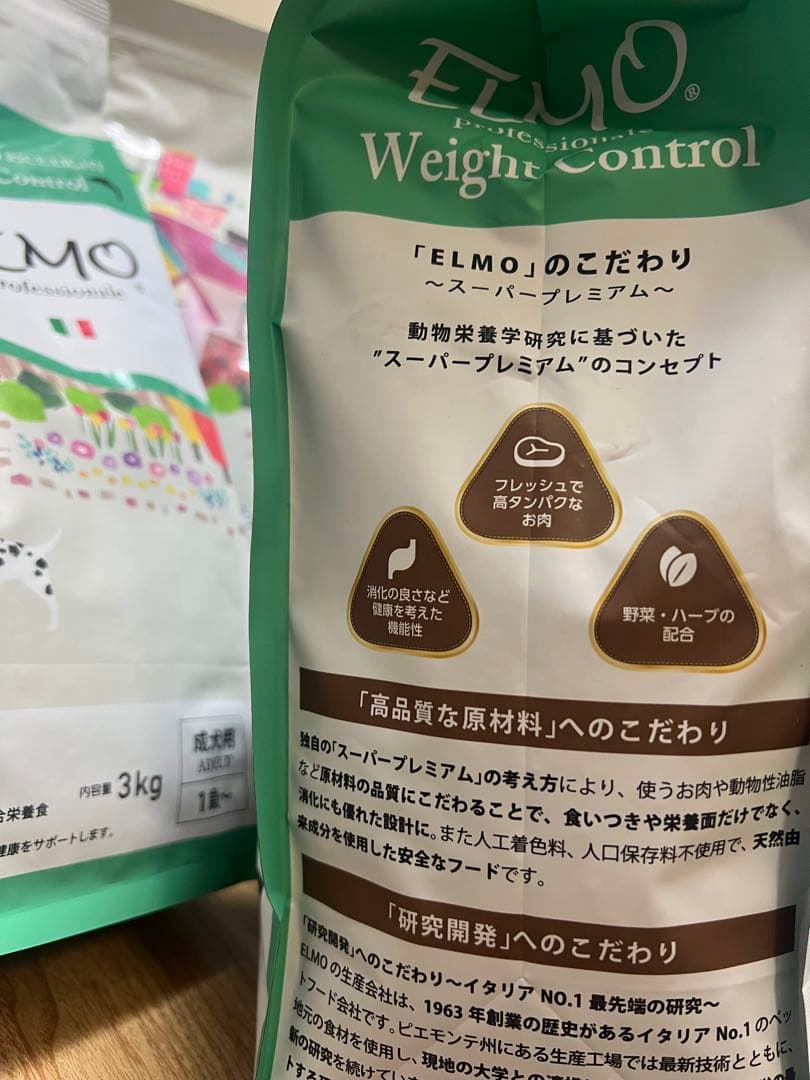 Control
ELMO
professionale
内容量 3kg
成犬用
ADULT
合栄養食
健康をサポートします。
ELMO®
professionale
Weight Control
「ELMO」のこだわり
～スーパープレミアム～
動物栄養学研究に基づいた
"スーパープレミアム"のコンセプト
フレッシュで
高タンパクな
お肉
消化の良さなど
健康を考えた
機能性
野菜・ハーブの
配合
「高品質な原材料」へのこだわり
独自の「スーパープレミアム」の考え方により、使うお肉や動物性油脂
など原材料の品質にこだわることで、食いつきや栄養面だけでなく、
消化にも優れた設計に。また人工着色料、人口保存料不使用で、天然由
来成分を使用した安全なフードです。
「研究開発」へのこだわり
「研究開発」へのこだわり～イタリア NO.1 最先端の研究～
ELMO の生産会社は、1963 年創業の歴史があるイタリア No.1 のペッ
トフード会社です。ピエモンテ州にある生産工場では最新技術とともに、
地元の食材を使用し、現地の大学との
新の研究を続けてい